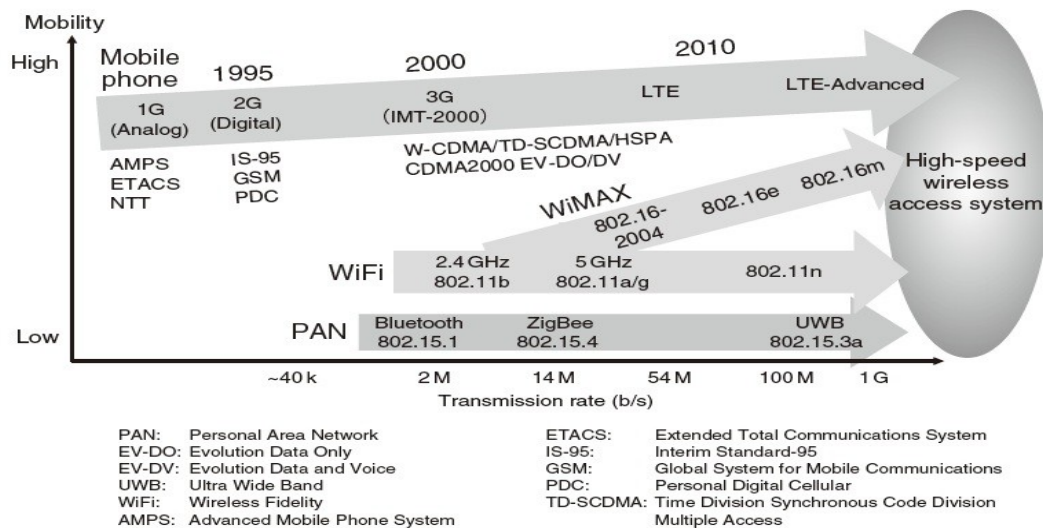 Mobility
High
Low
Mobile
phone
1995
2000
2010
1G
(Analog)
2G
(Digital)
3G
(IMT-2000)
LTE
LTE-Advanced
AMPS
ETACS
NTT
IS-95
GSM
PDC
W-CDMA/TD-SCDMA/HSPA
CDMA2000 EV-DO/DV
WiMAX
802.16-
2004
802.16e
802.16m
High-speed
wireless
access system
WiFi
2.4 GHz
802.11b
5 GHz
802.11a/g
802.11n
PAN
Bluetooth
802.15.1
ZigBee
802.15.4
UWB
802.15.3a
~40 k 2 M 14 M 54 M 100 M 1 G
Transmission rate (b/s)
PAN: Personal Area Network
EV-DO: Evolution Data Only
EV-DV: Evolution Data and Voice
UWB: Ultra Wide Band
WiFi: Wireless Fidelity
AMPS: Advanced Mobile Phone System
ETACS: Extended Total Communications System
IS-95: Interim Standard-95
GSM: Global System for Mobile Communications
PDC: Personal Digital Cellular
TD-SCDMA: Time Division Synchronous Code Division
Multiple Access